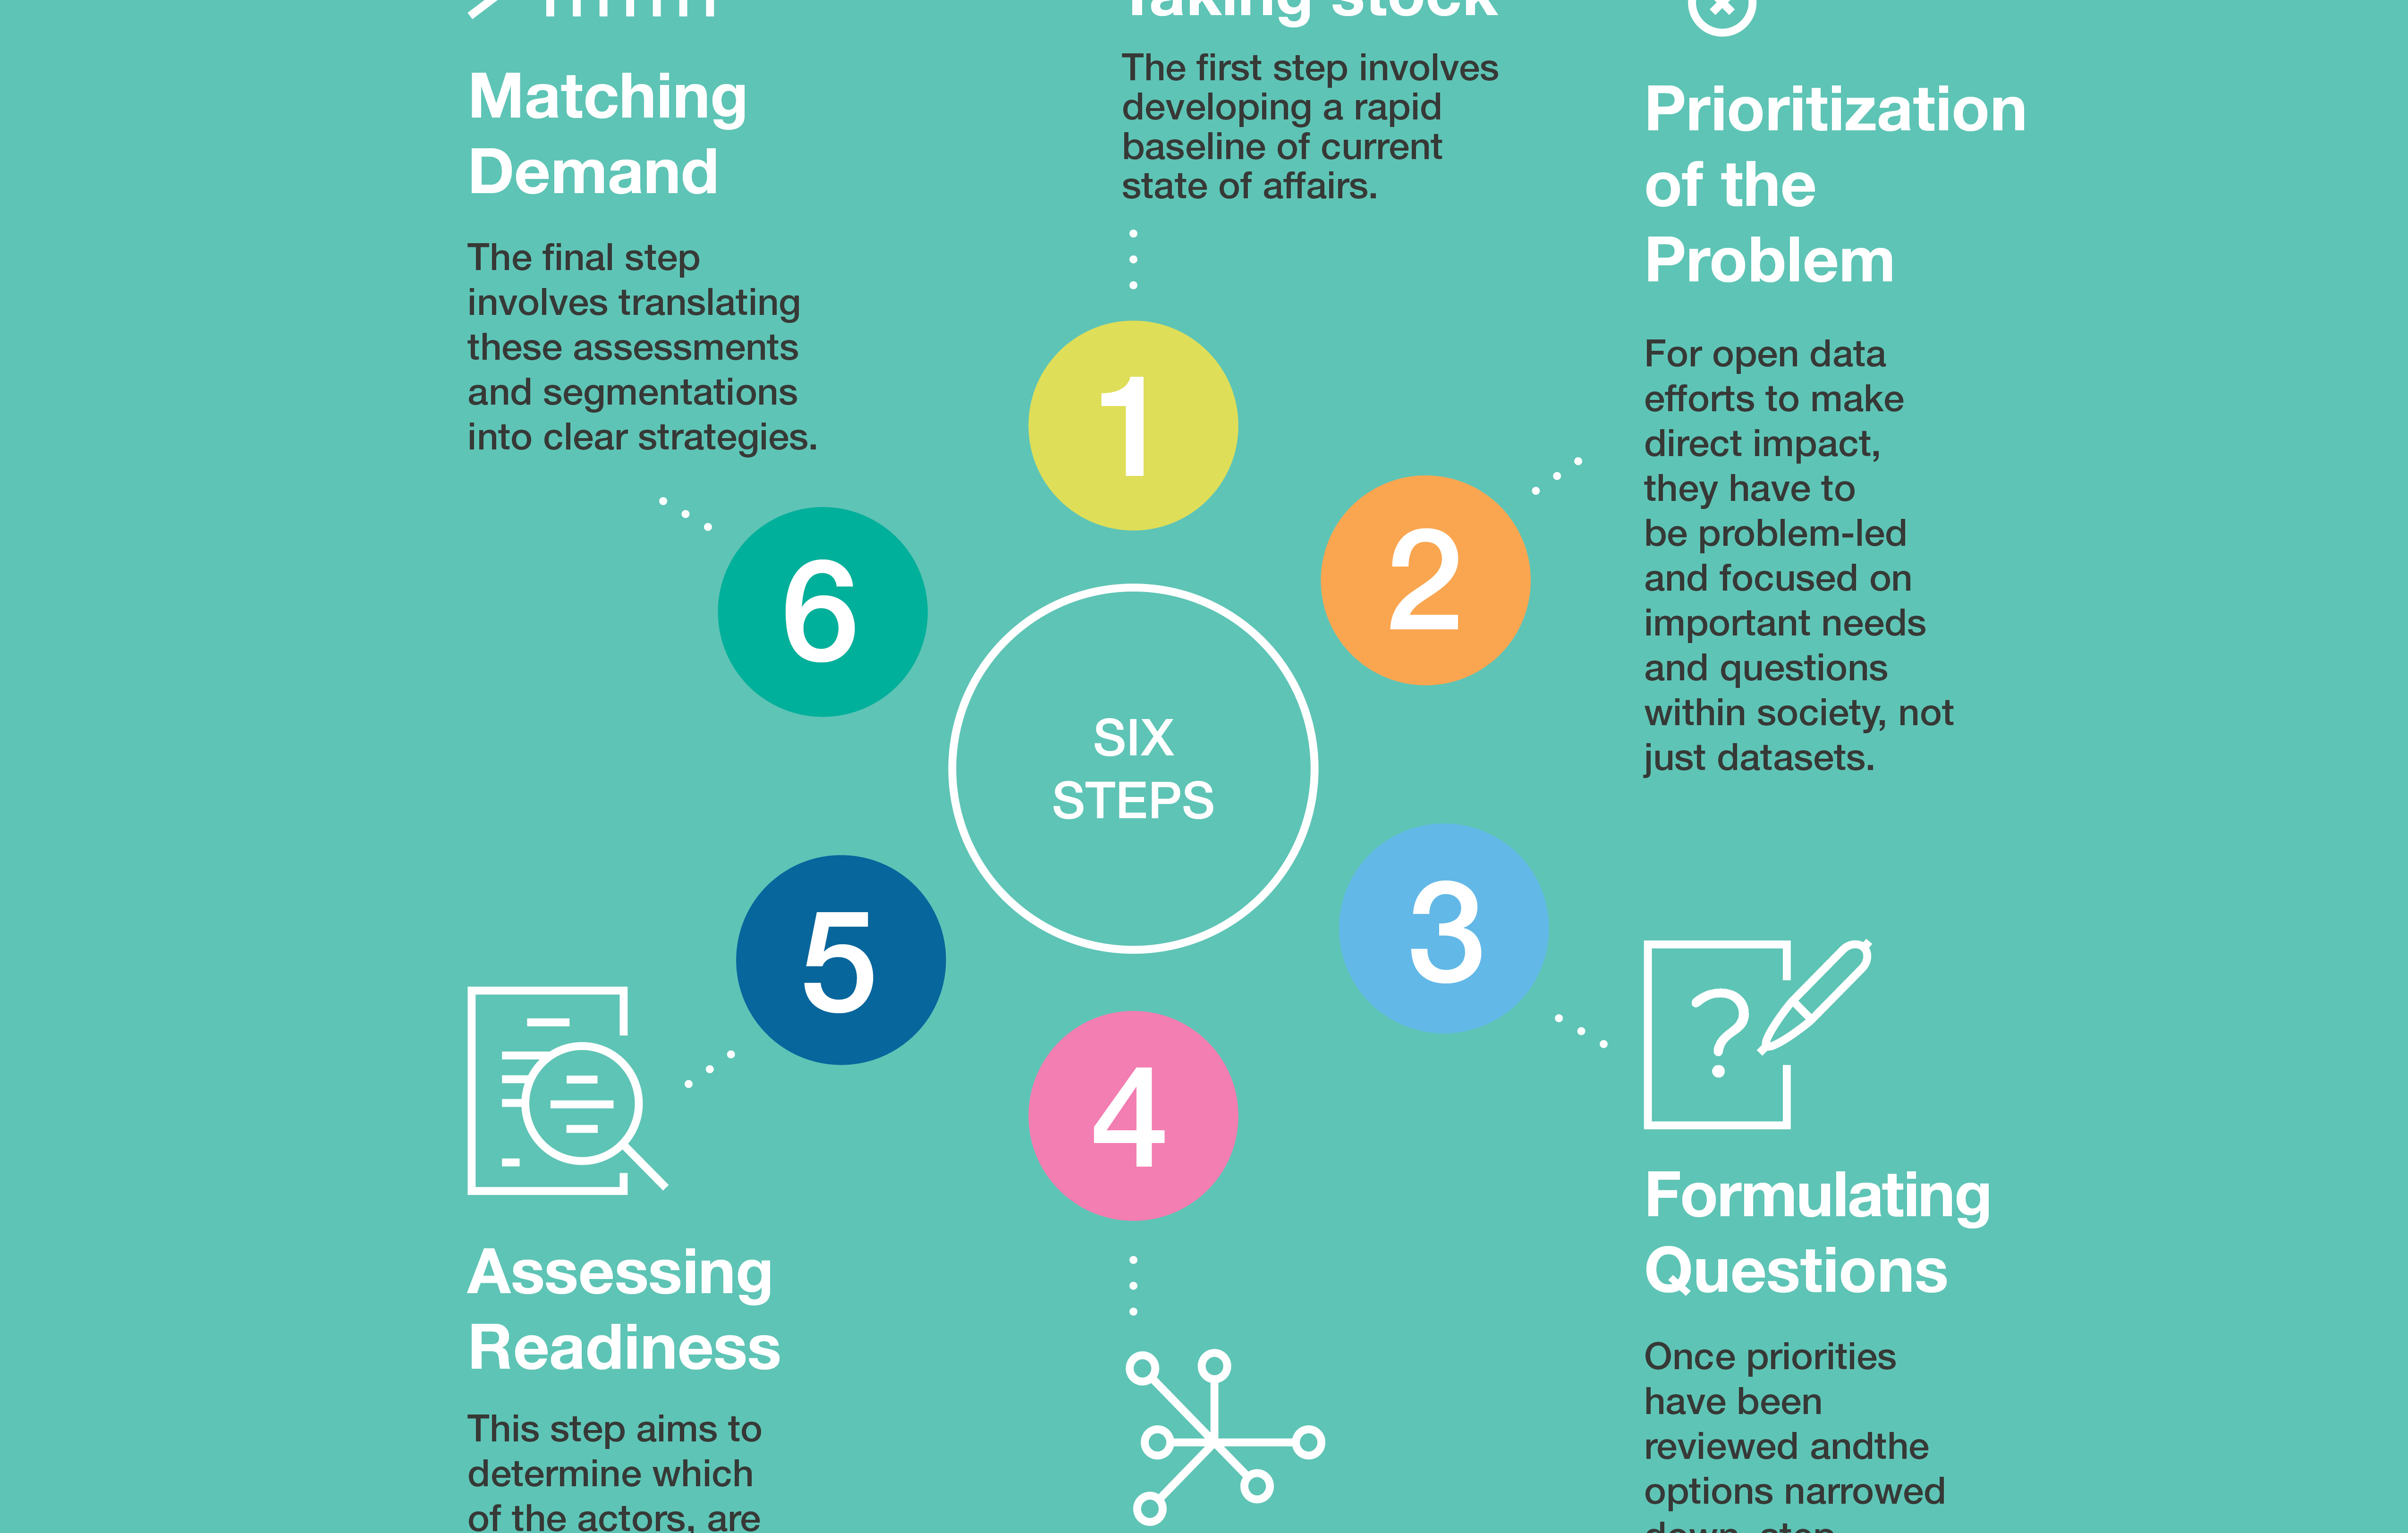 Taking stock
The first step involves
developing a rapid
baseline of current
state of affairs.
1
Prioritization
of the
Problem
For open data
efforts to make
direct impact,
they have to
be problem-led
and focused on
important needs
and questions
within society, not
just datasets.
2
SIX
STEPS
3
Formulating
Questions
Once priorities
have been
reviewed andthe
options narrowed
down, step
4
5
Assessing
Readiness
This step aims to
determine which
of the actors, are
6
Matching
Demand
The final step
involves translating
these assessments
and segmentations
into clear strategies.